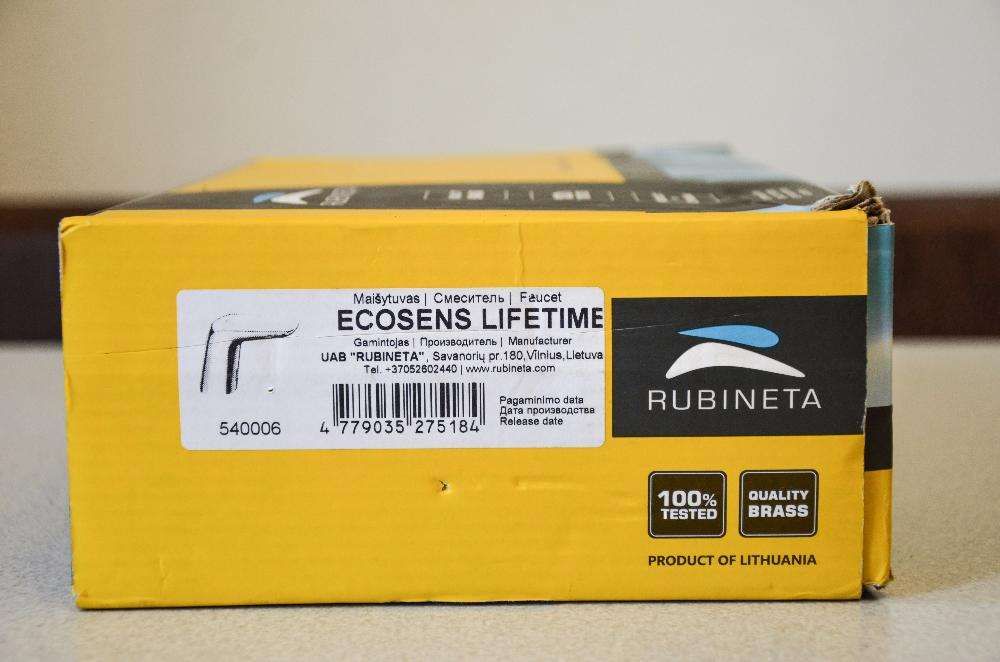 RUBINETA
Maišytuvas | Смеситель | Faucet
ECOSENS LIFETIME
Gamintojas | Производитель | Manufacturer
UAB "RUBINETA", Savanorių pr.180,Vilnius,Lietuva
Tel. +37052602440 | www.rubineta.com
Pagaminimo data
Дата производства
Release date
540006
4 779035 275184
RUBINETA
100% TESTED
QUALITY BRASS
PRODUCT OF LITHUANIA